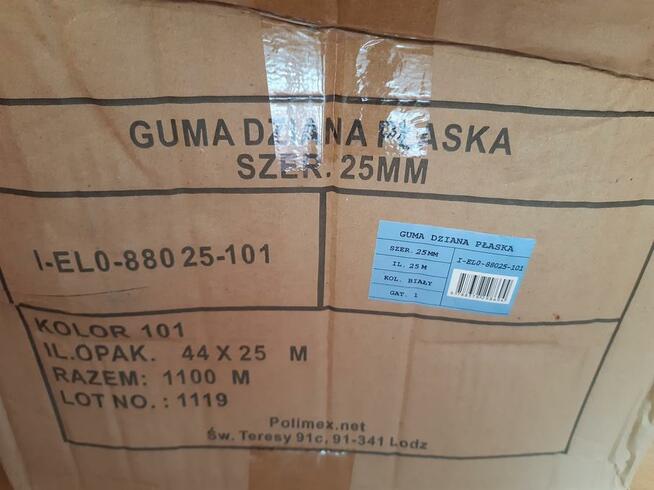 GUMA DZIANA PŁASKA
SZER. 25MM
I-EL0-88025-101
GUMA DZIANA PŁASKA
SZER. 25MM
IL. 25 M
KOL. BIAŁY
GAT. 1
I-EL0-88025-101
KOLOR 101
IL.OPAK. 44 X 25 M
RAZEM: 1100 M
LOT NO.: 1119
Polimex.net
Św. Teresy 91c, 91-341 Lodz